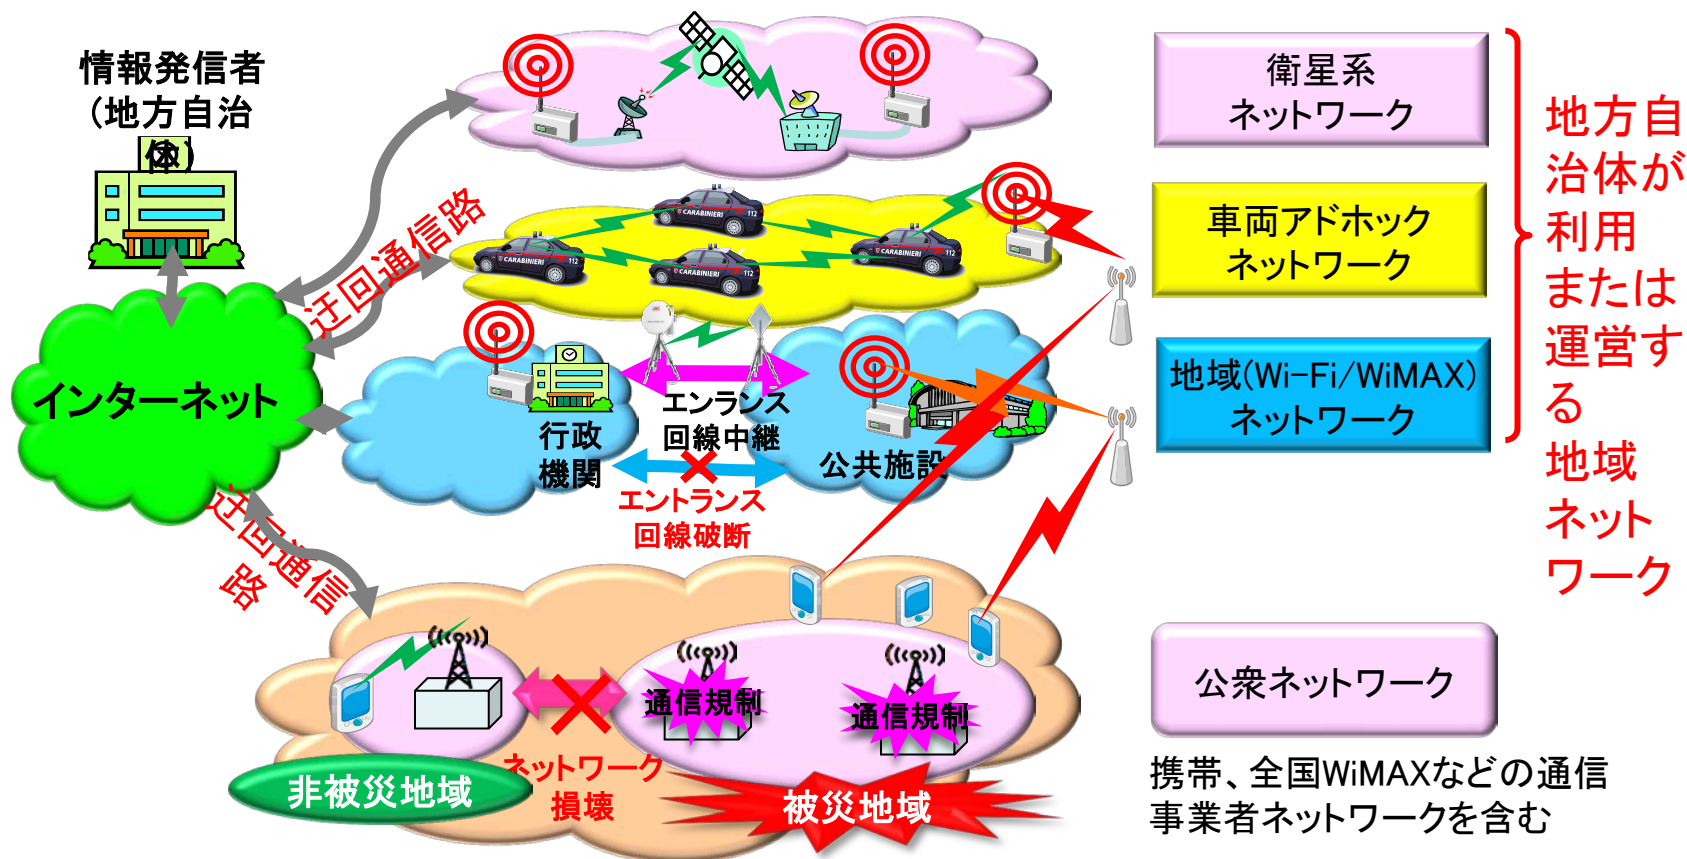 情報発信者
(地方自治
体)
衛星系
ネットワーク
地方自
治体が
利用
または
運営す
る
地域
ネット
ワーク
迂回通信路
CARABINIERI
112
CARABINIERI
112
CARABINIERI
112
CARABINIERI
112
車両アドホック
ネットワーク
インターネット
行政
機関
エンランス
回線中継
エントランス
回線破断
公共施設
地域(Wi-Fi/WiMAX)
ネットワーク
迂回通信
路
通信規制
通信規制
ネットワーク
損壊
非被災地域
被災地域
公衆ネットワーク
携帯、全国WiMAXなどの通信
事業者ネットワークを含む